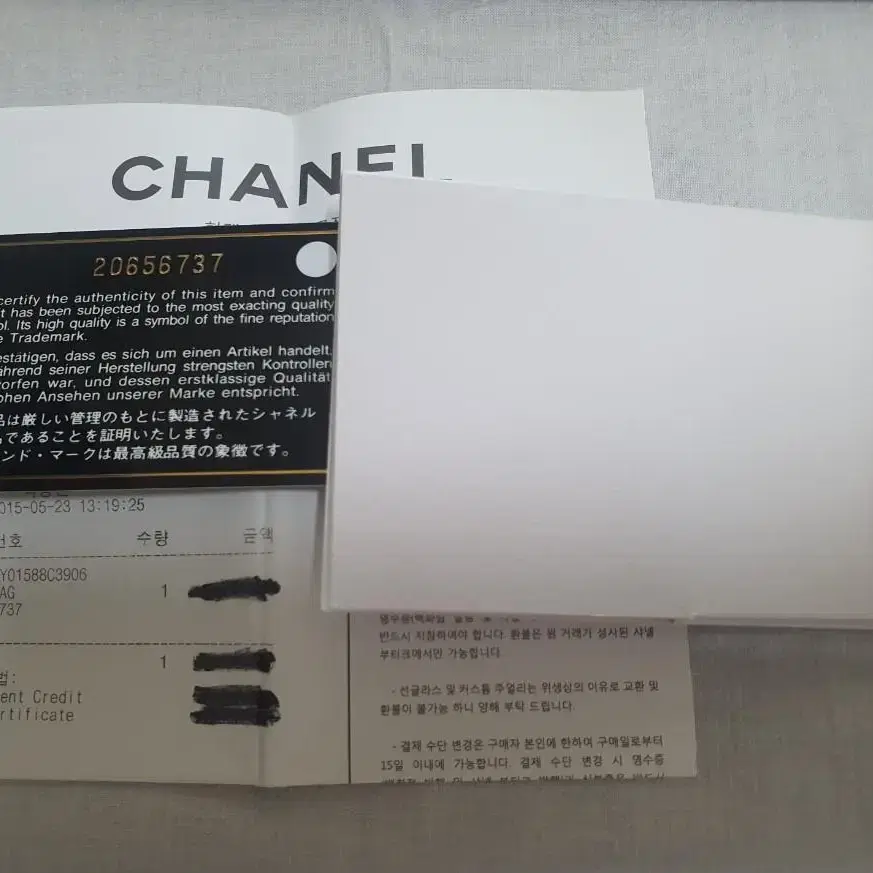 CHANEL
20656737
certify the authenticity of this item and confirm
t has been subjected to the most exacting quality
ol. Its high quality is a symbol of the fine reputation
e Trademark.
estätigen, dass es sich um einen Artikel handelt,
ährend seiner Herstellung strengsten Kontrollen
orfen war, und dessen erstklassige Qualität
ohen Ansehen unserer Marke entspricht.
品は厳しい管理のもとに製造されたシャネル
であることを証明いたします。
ンド・マークは最高級品質の象徴です。
015-05-23 13:19:25
번호 수량 금액
Y01588C3906
AG 1
737
1
법:
ent Credit
rtificate
반드시 지참하여야 합니다. 환불은 원 거래가 성사된 샤넬
부티크에서만 가능합니다.
- 선글라스 및 커스튬 주얼리는 위생상의 이유로 교환 및
환불이 불가능 하니 양해 부탁 드립니다.
- 결제 수단 변경은 구매자 본인에 한하여 구매일로부터
15일 이내에 가능합니다. 결제 수단 변경 시 영수증